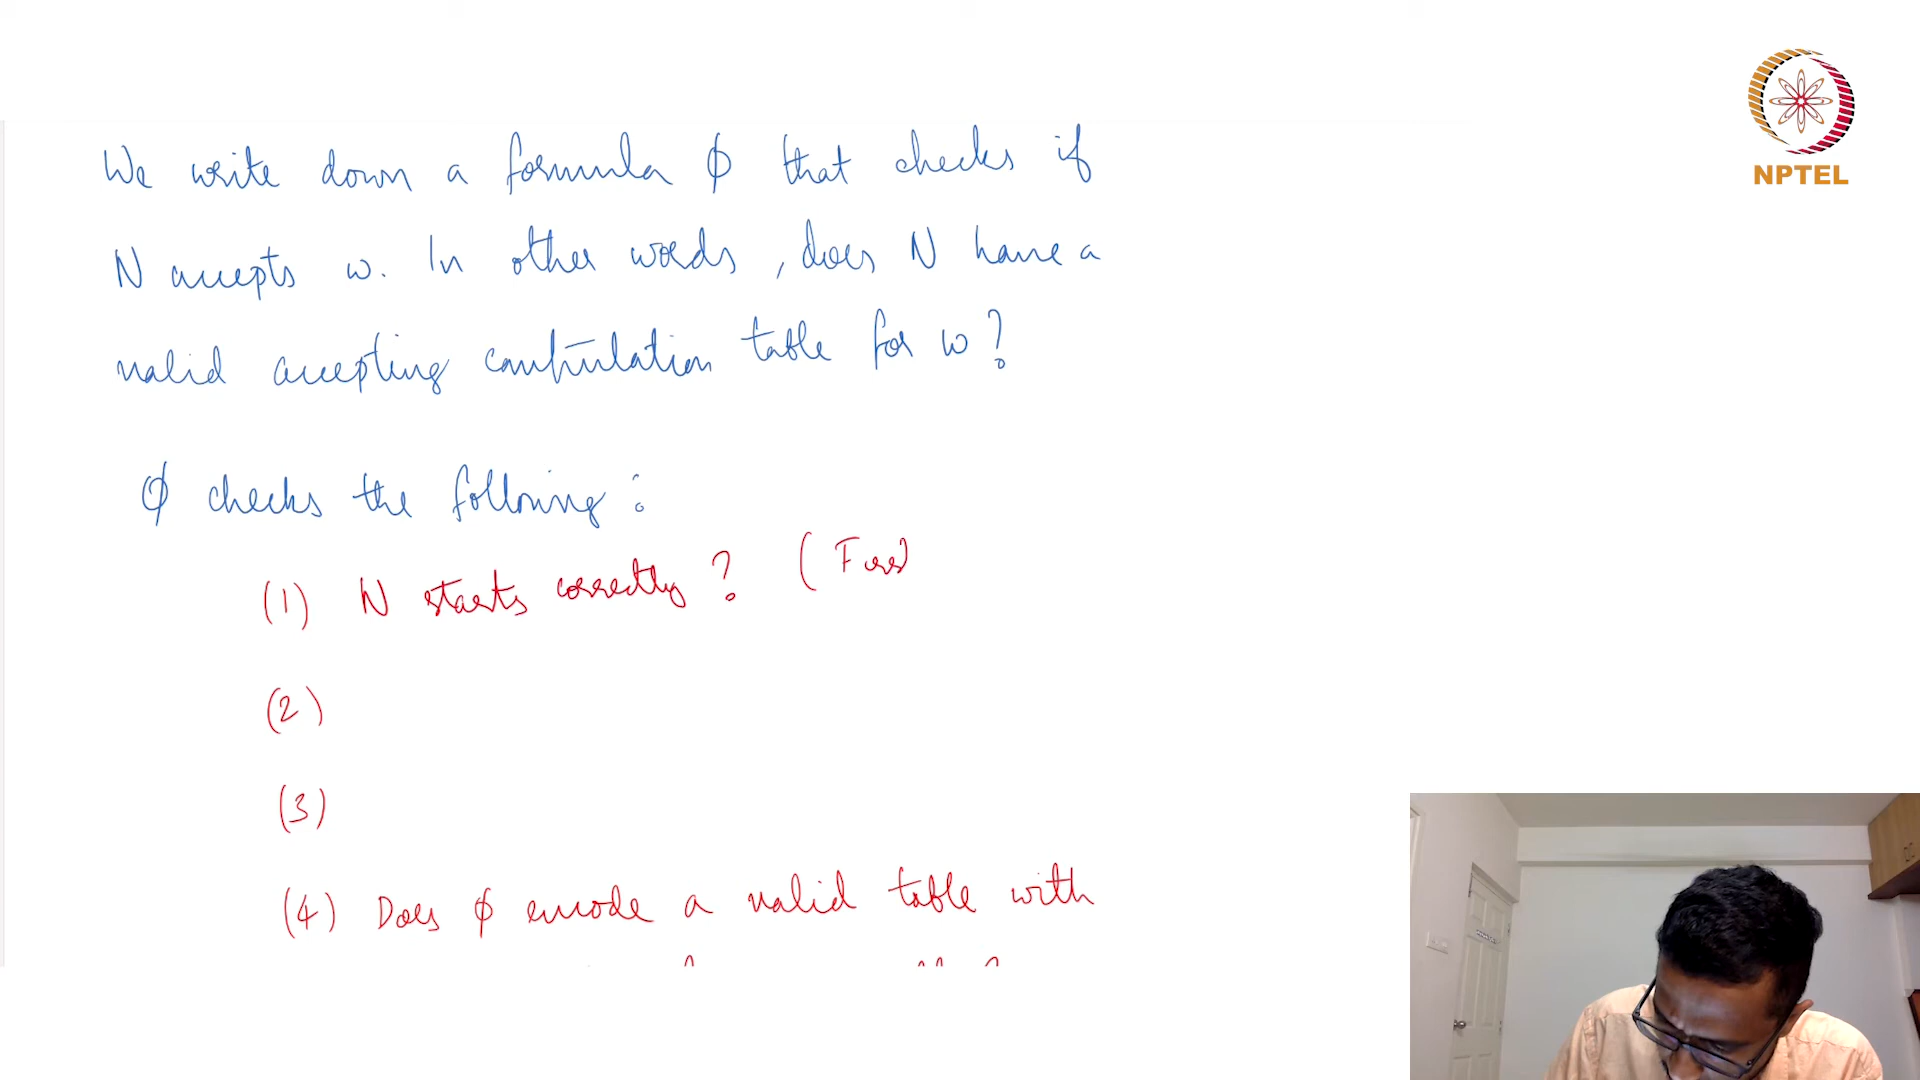 We write down a formula φ that checks if
NPTEL
N accepts w. In other words, does N have a
valid accepting computation table for w?
φ checks the following:
(1) N starts correctly? (First
(2)
(3)
(4) Does φ encode a valid table with